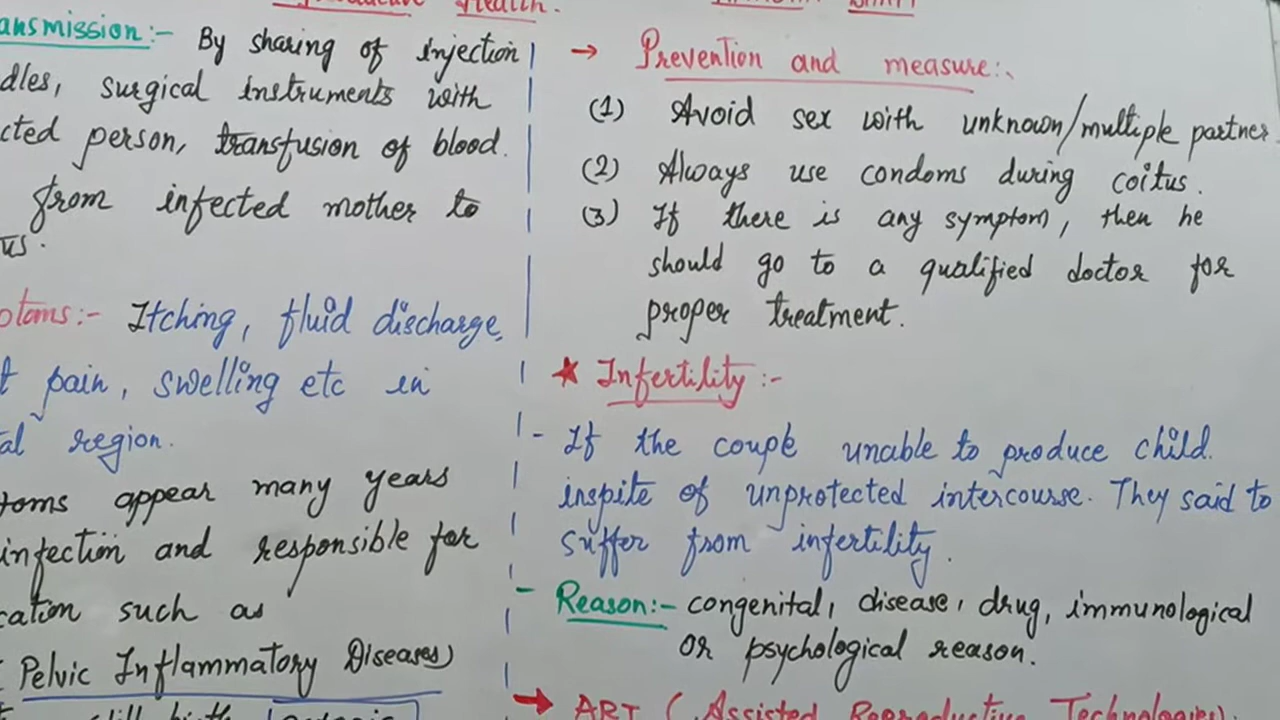 Health.
ansmission:- By sharing of injection
dles, surgical instruments with
cted person, transfusion of blood.
from infected mother to
us.
ptoms:- Itching, fluid discharge,
t pain, swelling etc in
al region.
toms appear many years
infection and responsible for
cation such as
Pelvic Inflammatory Diseases)
still birth
→ Prevention and measure:-
(1) Avoid sex with unknown/multiple partner
(2) Always use condoms during coitus.
(3) If there is any symptom, then he
should go to a qualified doctor for
proper treatment.
★ Infertility:-
- If the couple unable to produce child.
inspite of unprotected intercourse. They said to
suffer from infertility.
- Reason:- congenital, disease, drug, immunological
or psychological reason.
→ ART (Assisted Reproductive Technologies).